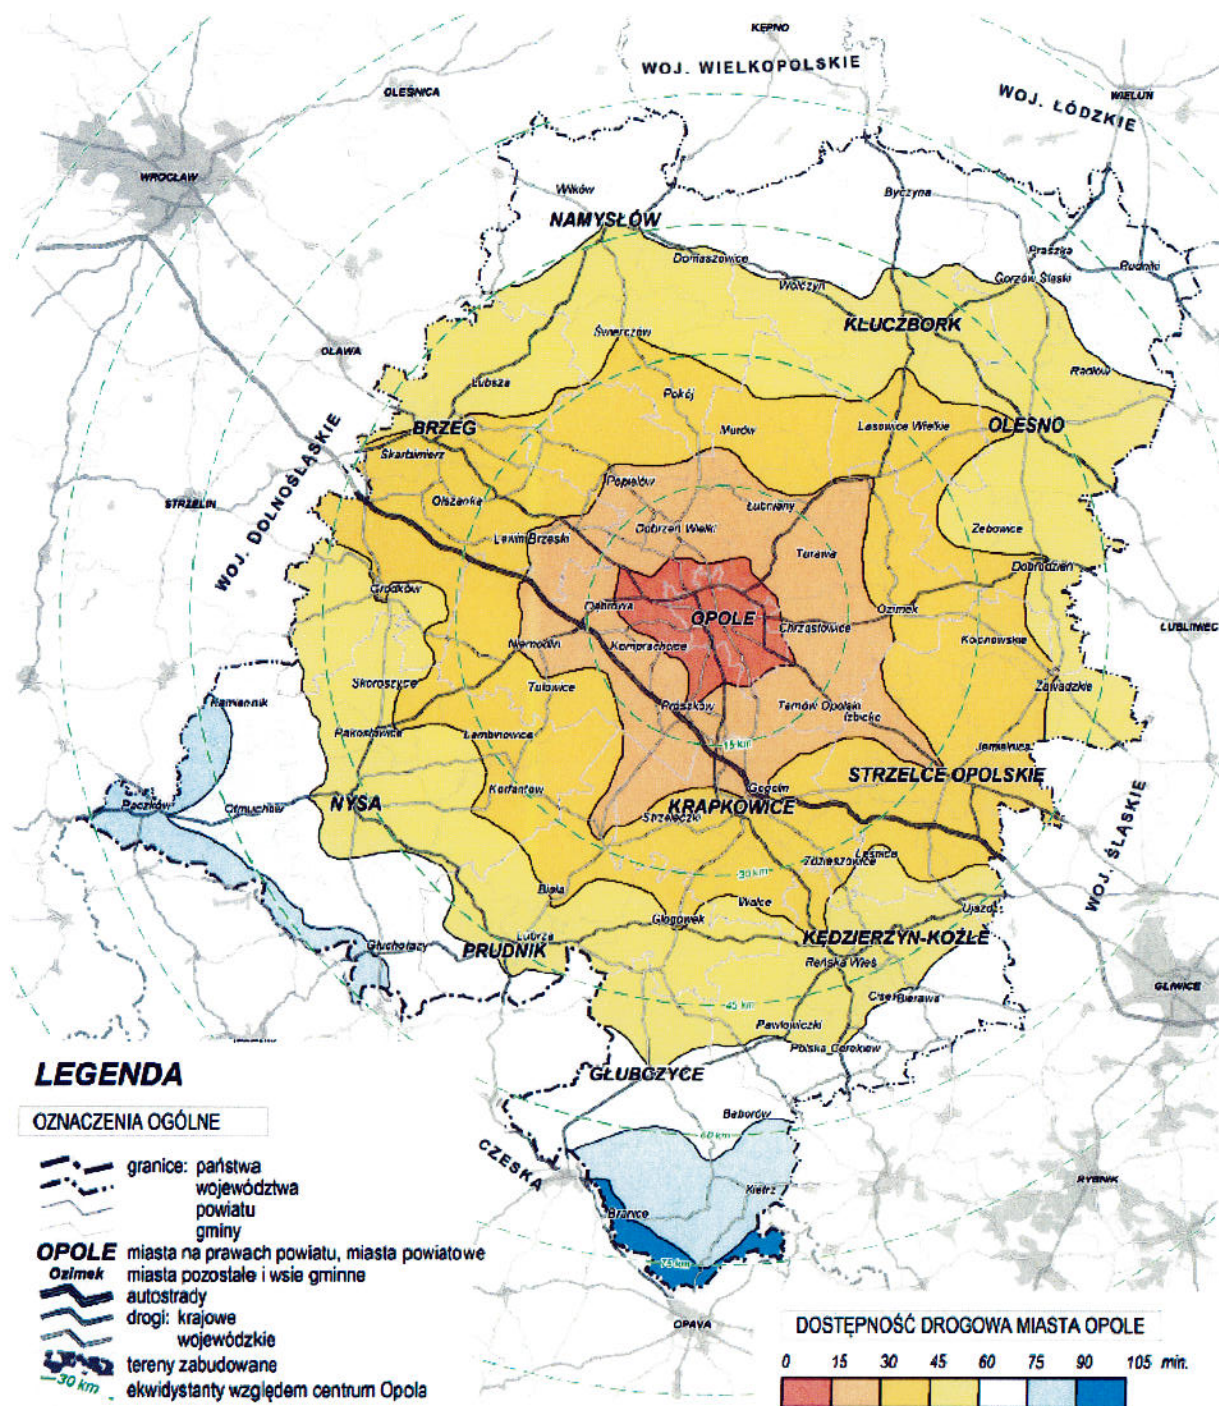 KĘPNO
WOJ. WIELKOPOLSKIE
OLEŚNICA
WOJ. ŁÓDZKIE
WIELUŃ
WROCŁAW
Wilków
Byczyna
NAMYSŁÓW
Praszka
Rudniki
Domaszowice
Wołczyn
Gorzów Śląski
KLUCZBORK
Świerczów
OŁAWA
Radłów
Lubsza
Pokój
BRZEG
Murów
Lasowice Wielkie
OLESNO
Skarbimierz
WOJ. DOLNOŚLĄSKIE
STRZELIN
Olszanka
Popielów
Łubniany
Dobrzeń Wielki
Zębowice
Lewin Brzeski
Turawa
Dobrodzień
Grodków
Dąbrowa
OPOLE
Ozimek
Chrząstowice
LUBLINIEC
Niemodlin
Komprachcice
Kolonowskie
Skoroszyce
Tułowice
Zawadzkie
Kamiennik
Prószków
Tarnów Opolski
Izbicko
Pakosławice
Łambinowice
15 km
Jemielnica
STRZELCE OPOLSKIE
Paczków
Otmuchów
NYSA
Korfantów
Gogolin
KRAPKOWICE
Strzeleczki
WOJ. ŚLĄSKIE
Zdzieszowice
Leśnica
30 km
Biała
Walce
Ujazd
Głogówek
Głuchołazy
Lubrza
PRUDNIK
KĘDZIERZYN-KOŹLE
Reńska Wieś
GLIWICE
Cisek
Bierawa
45 km
Pawłowiczki
Polska Cerekiew
LEGENDA
GŁUBCZYCE
OZNACZENIA OGÓLNE
Baborów
60 km
CZESKA
granice: państwa
województwa
powiatu
gminy
Kietrz
RYBNIK
Branice
OPOLE miasta na prawach powiatu, miasta powiatowe
Ozimek miasta pozostałe i wsie gminne
75 km
autostrady
drogi: krajowe
wojewódzkie
OPAVA
tereny zabudowane
30 km ekwidystanty względem centrum Opola
DOSTĘPNOŚĆ DROGOWA MIASTA OPOLE
0 15 30 45 60 75 90 105 min.